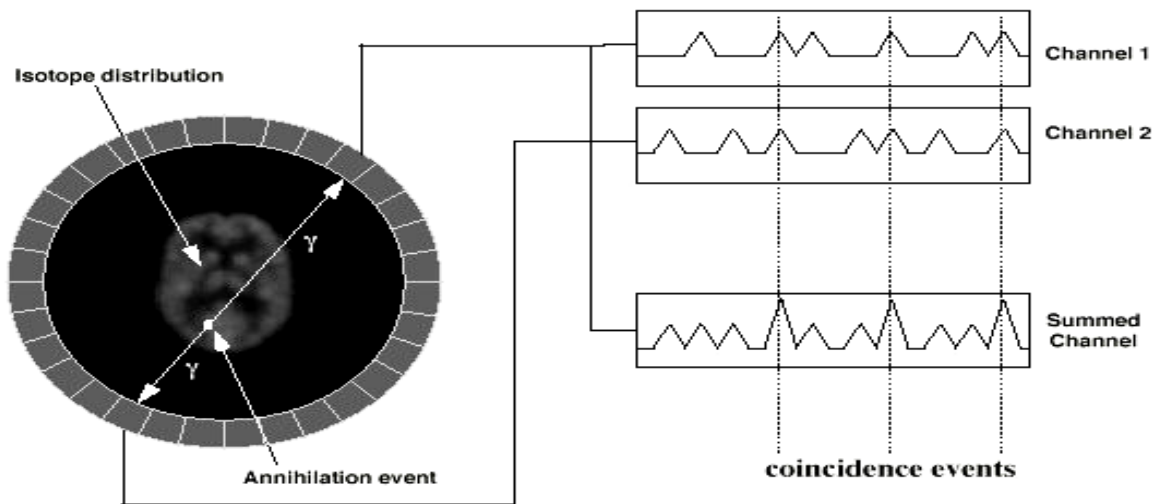 Isotope distribution
γ
γ
Annihilation event
Channel 1
Channel 2
Summed
Channel
coincidence events